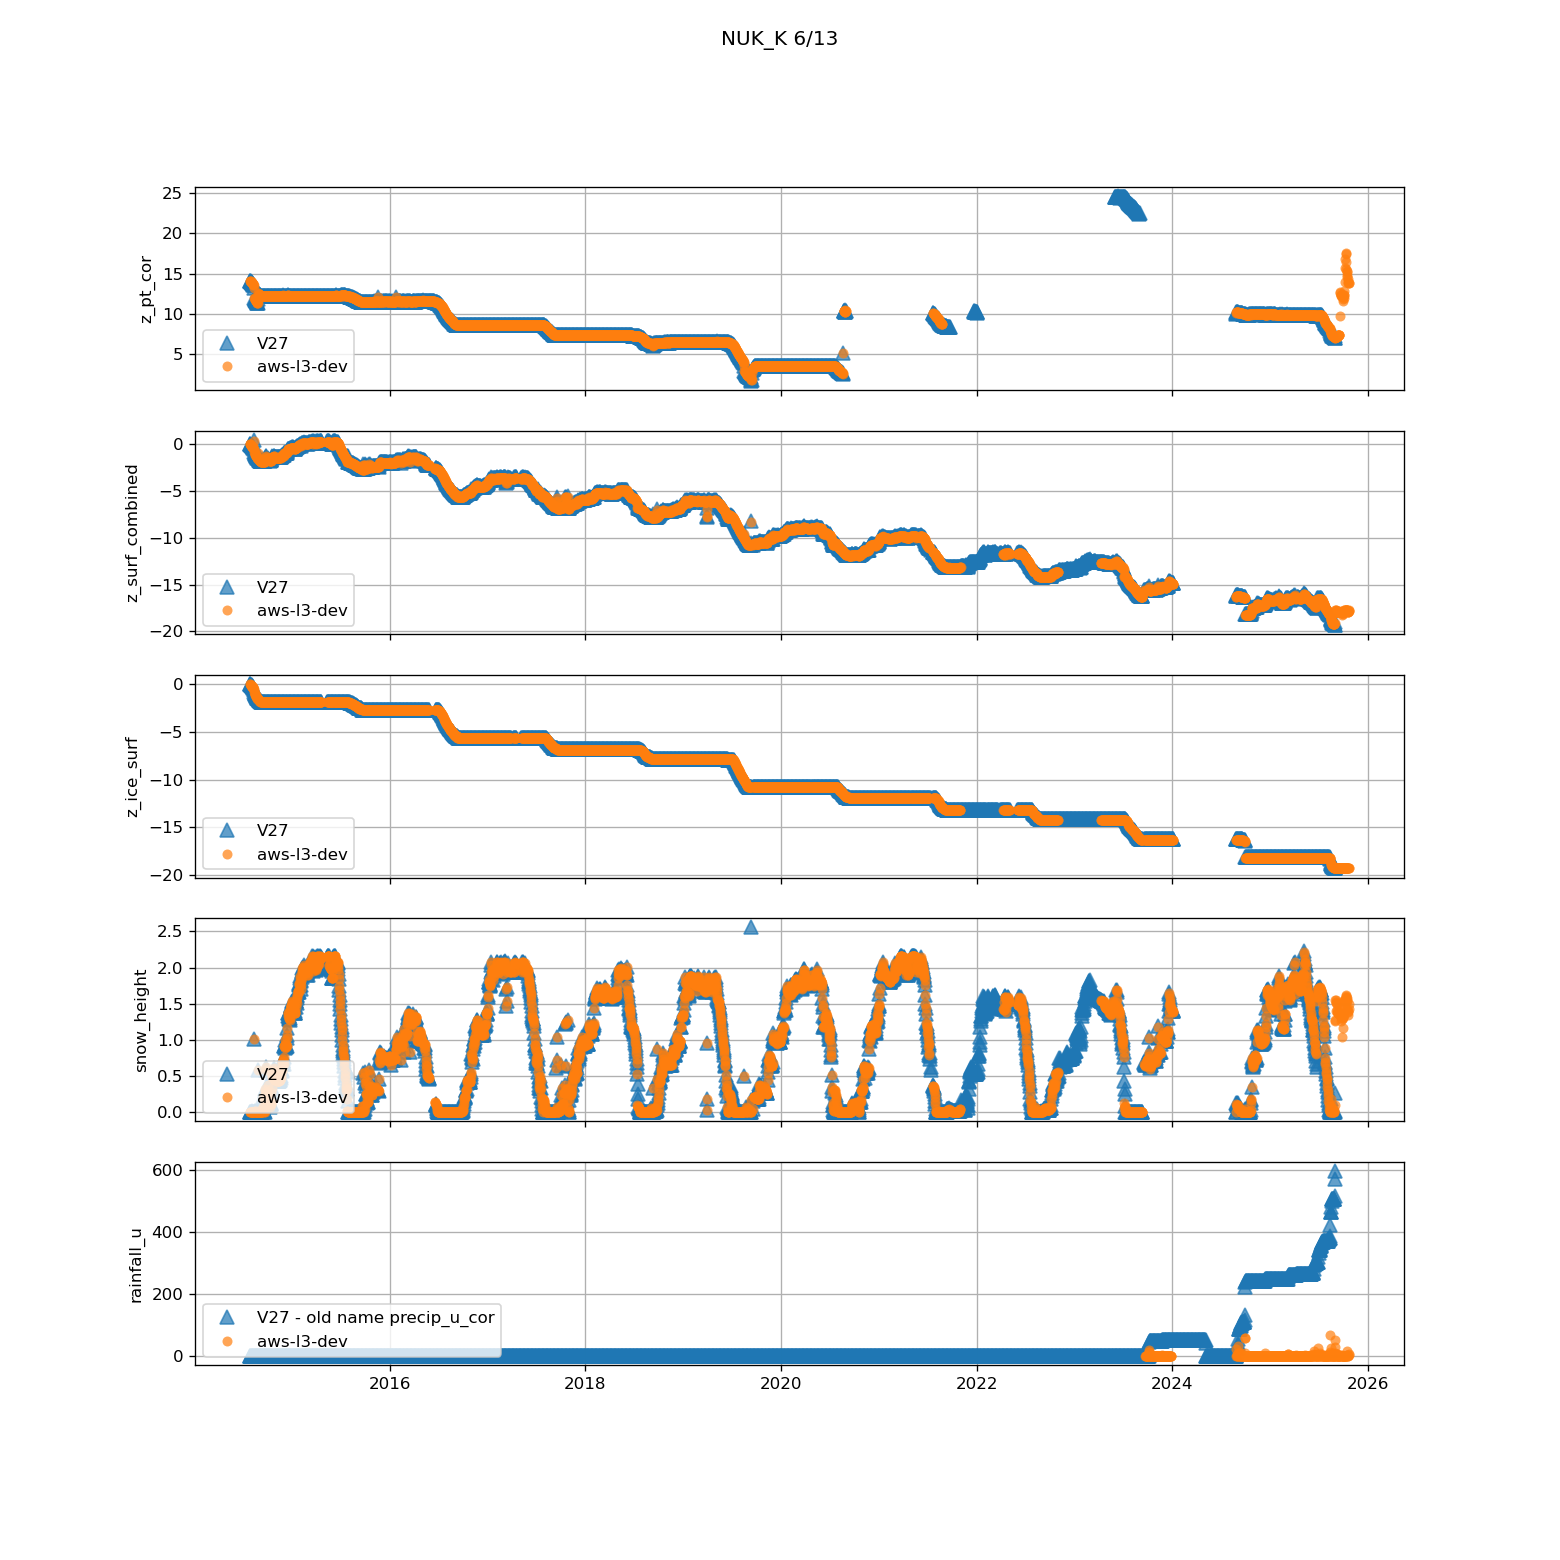 NUK_K 6/13
z_pt_cor
25
20
15
10
5
V27
aws-l3-dev
z_surf_combined
0
−5
−10
−15
−20
V27
aws-l3-dev
z_ice_surf
0
−5
−10
−15
−20
V27
aws-l3-dev
snow_height
2.5
2.0
1.5
1.0
0.5
0.0
V27
aws-l3-dev
rainfall_u
600
400
200
0
V27 - old name precip_u_cor
aws-l3-dev
2016 2018 2020 2022 2024 2026